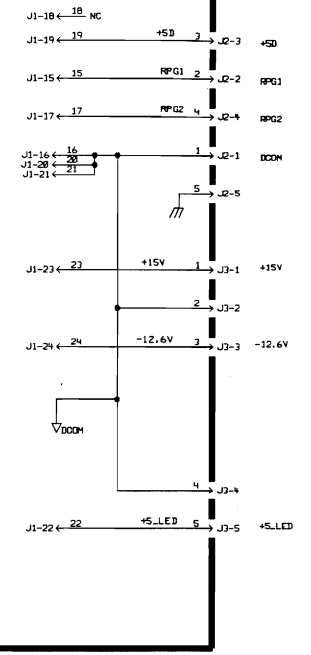 J1-18 18 NC
J1-19 19 +5D 3 J2-3 +5D
J1-15 15 RPG1 2 J2-2 RPG1
J1-17 17 RPG2 4 J2-4 RPG2
J1-16 16 1 J2-1 DCOM
J1-20 20
J1-21 21
5 J2-5
J1-23 23 +15V 1 J3-1 +15V
2 J3-2
J1-24 24 -12.6V 3 J3-3 -12.6V
DCOM
4 J3-4
J1-22 22 +5_LED 5 J3-5 +5_LED